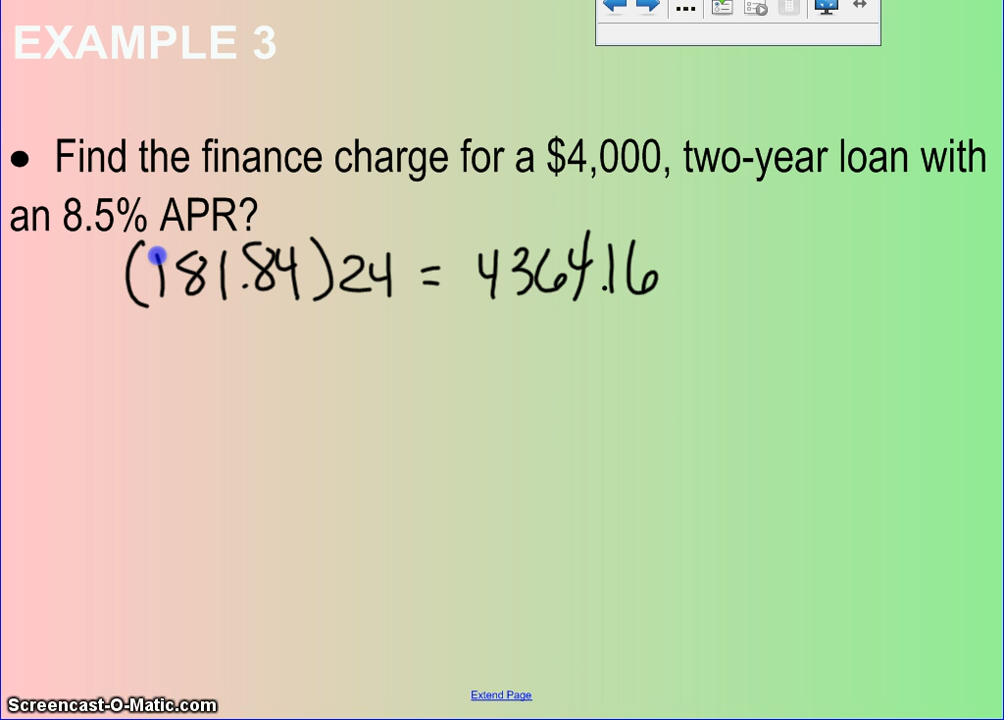 EXAMPLE 3
● Find the finance charge for a $4,000, two-year loan with
an 8.5% APR?
(181.84)24 = 4364.16
Extend Page
Screencast-O-Matic.com